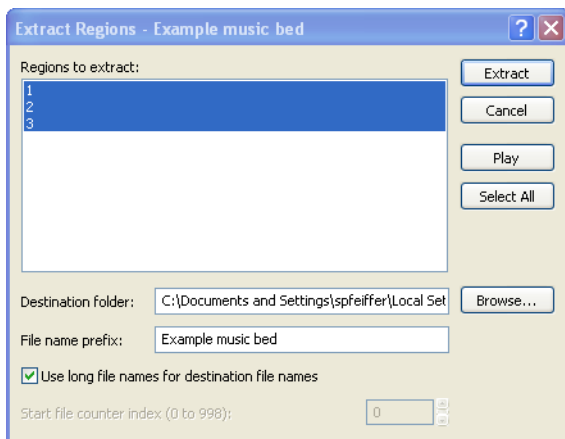 Extract Regions - Example music bed
Regions to extract:
1
2
3
Extract
Cancel
Play
Select All
Destination folder: C:\Documents and Settings\spfeiffer\Local Set Browse...
File name prefix: Example music bed
Use long file names for destination file names
Start file counter index (0 to 998): 0